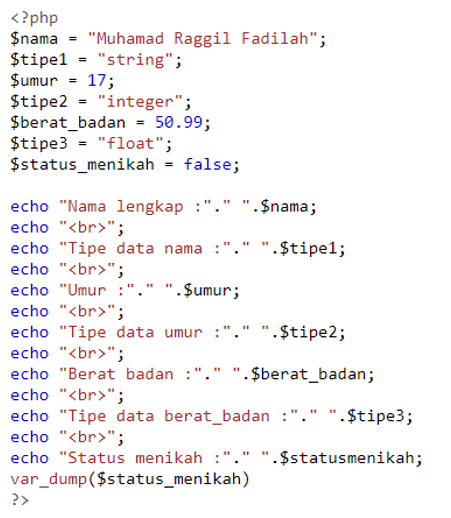 <?php
$nama = "Muhamad Raggil Fadilah";
$tipe1 = "string";
$umur = 17;
$tipe2 = "integer";
$berat_badan = 50.99;
$tipe3 = "float";
$status_menikah = false;

echo "Nama lengkap :"." ".$nama;
echo "<br>";
echo "Tipe data nama :"." ".$tipe1;
echo "<br>";
echo "Umur :"." ".$umur;
echo "<br>";
echo "Tipe data umur :"." ".$tipe2;
echo "<br>";
echo "Berat badan :"." ".$berat_badan;
echo "<br>";
echo "Tipe data berat_badan :"." ".$tipe3;
echo "<br>";
echo "Status menikah :"." ".$statusmenikah;
var_dump($status_menikah)
?>